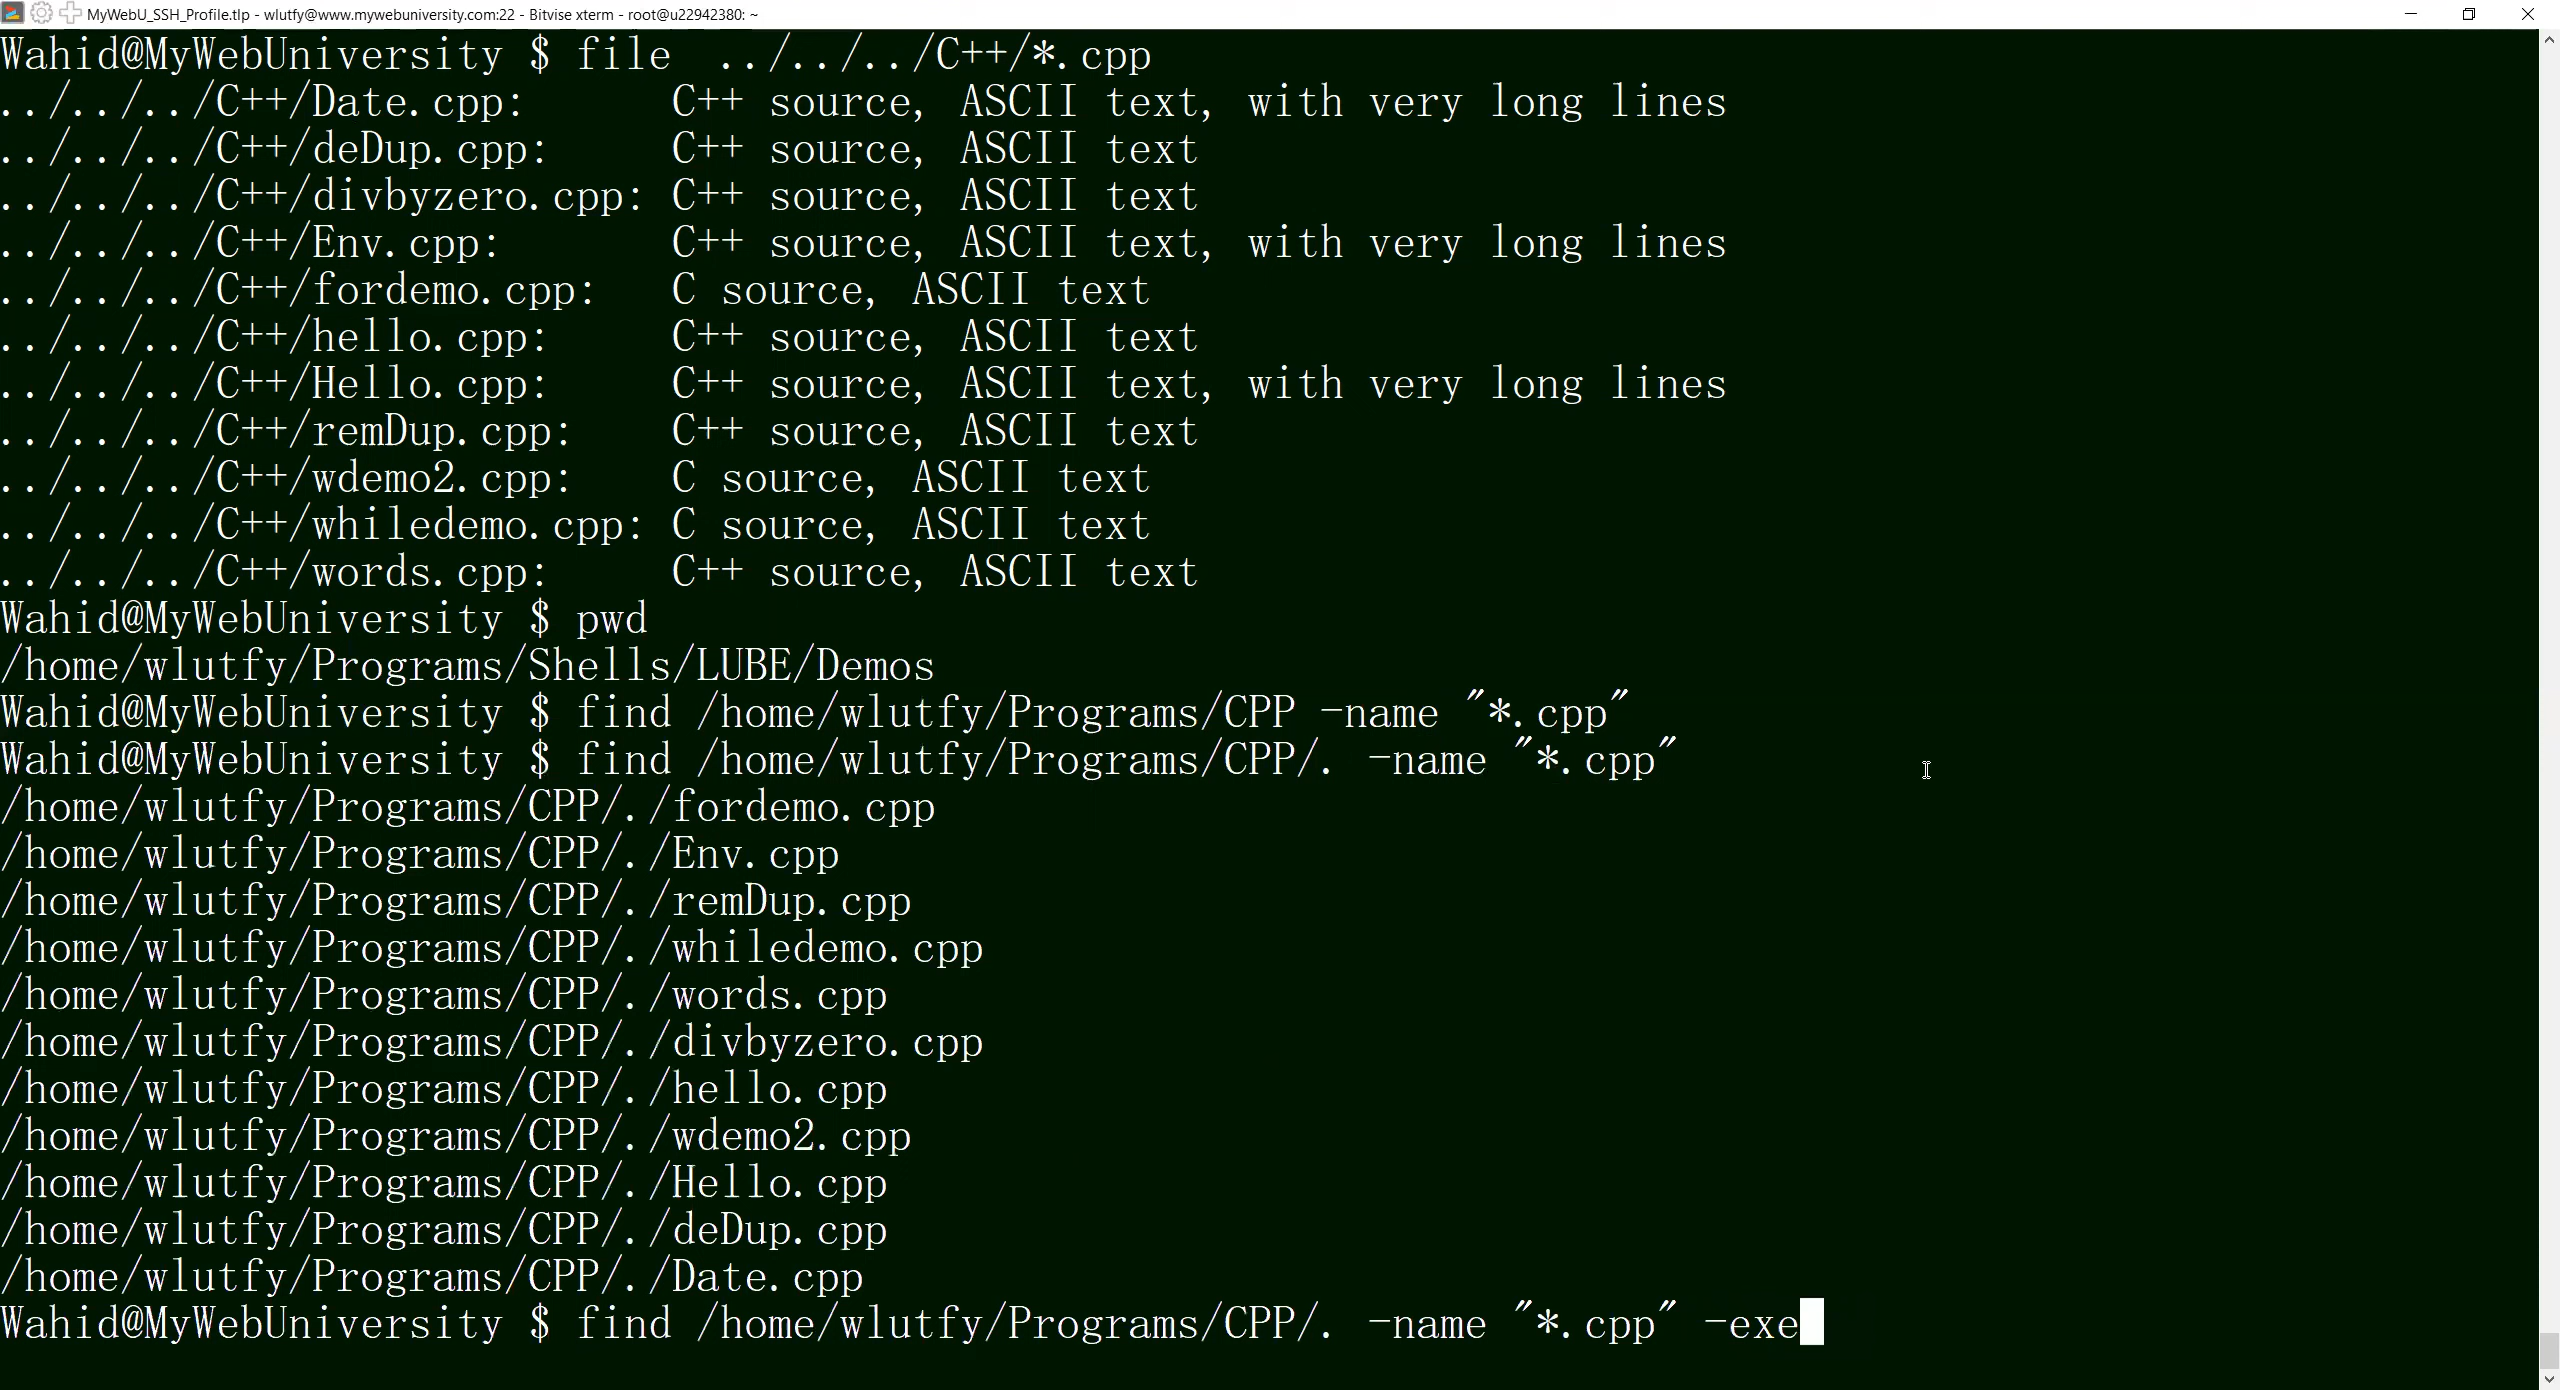 MyWebU_SSH_Profile.tlp - wlutfy@www.mywebuniversity.com:22 - Bitvise xterm - root@u22942380: ~
Wahid@MyWebUniversity $ file  ../../../C++/*.cpp
../../../C++/Date.cpp:      C++ source, ASCII text, with very long lines
../../../C++/deDup.cpp:     C++ source, ASCII text
../../../C++/divbyzero.cpp: C++ source, ASCII text
../../../C++/Env.cpp:       C++ source, ASCII text, with very long lines
../../../C++/fordemo.cpp:   C source, ASCII text
../../../C++/hello.cpp:     C++ source, ASCII text
../../../C++/Hello.cpp:     C++ source, ASCII text, with very long lines
../../../C++/remDup.cpp:    C++ source, ASCII text
../../../C++/wdemo2.cpp:    C source, ASCII text
../../../C++/whiledemo.cpp: C source, ASCII text
../../../C++/words.cpp:     C++ source, ASCII text
Wahid@MyWebUniversity $ pwd
/home/wlutfy/Programs/Shells/LUBE/Demos
Wahid@MyWebUniversity $ find /home/wlutfy/Programs/CPP -name "*.cpp"
Wahid@MyWebUniversity $ find /home/wlutfy/Programs/CPP/. -name "*.cpp"
/home/wlutfy/Programs/CPP/./fordemo.cpp
/home/wlutfy/Programs/CPP/./Env.cpp
/home/wlutfy/Programs/CPP/./remDup.cpp
/home/wlutfy/Programs/CPP/./whiledemo.cpp
/home/wlutfy/Programs/CPP/./words.cpp
/home/wlutfy/Programs/CPP/./divbyzero.cpp
/home/wlutfy/Programs/CPP/./hello.cpp
/home/wlutfy/Programs/CPP/./wdemo2.cpp
/home/wlutfy/Programs/CPP/./Hello.cpp
/home/wlutfy/Programs/CPP/./deDup.cpp
/home/wlutfy/Programs/CPP/./Date.cpp
Wahid@MyWebUniversity $ find /home/wlutfy/Programs/CPP/. -name "*.cpp" -exe